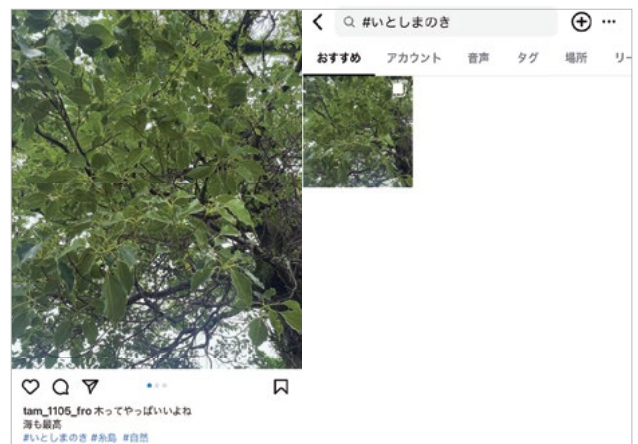 tam_1105_fro 木ってやっぱいいよね
海も最高
#いとしまのき #糸島 #自然
#いとしまのき
おすすめ アカウント 音声 タグ 場所 リー